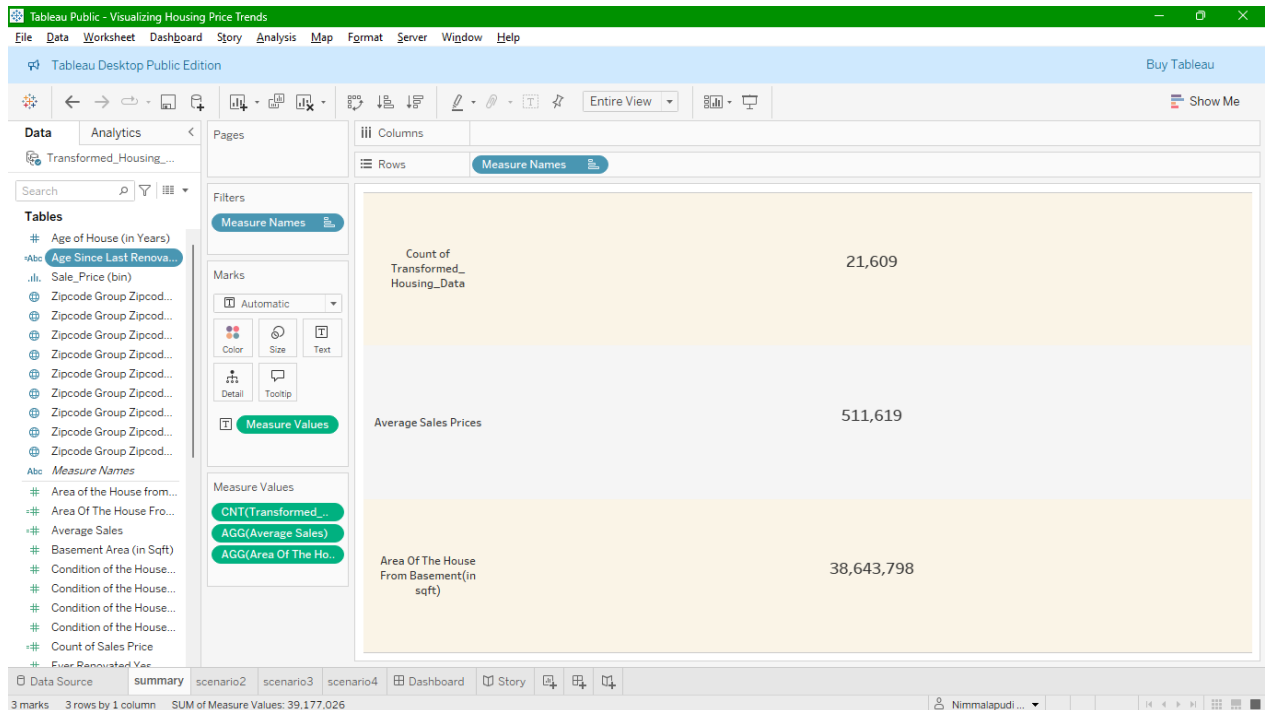 Tableau Public - Visualizing Housing Price Trends
File Data Worksheet Dashboard Story Analysis Map Format Server Window Help
Tableau Desktop Public Edition
Buy Tableau
Entire View
Show Me
Data
Analytics
Transformed_Housing_...
Search
Tables
# Age of House (in Years)
=Abc Age Since Last Renova...
Sale_Price (bin)
Zipcode Group Zipcod...
Zipcode Group Zipcod...
Zipcode Group Zipcod...
Zipcode Group Zipcod...
Zipcode Group Zipcod...
Zipcode Group Zipcod...
Zipcode Group Zipcod...
Zipcode Group Zipcod...
Zipcode Group Zipcod...
Abc Measure Names
# Area of the House from...
=# Area Of The House Fro...
=# Average Sales
# Basement Area (in Sqft)
# Condition of the House...
# Condition of the House...
# Condition of the House...
# Condition of the House...
=# Count of Sales Price
# Ever Renovated Yes
Pages
Filters
Measure Names
Marks
T Automatic
Color
Size
T Text
Detail
Tooltip
T Measure Values
Measure Values
CNT(Transformed_..
AGG(Average Sales)
AGG(Area Of The Ho..
Columns
Rows
Measure Names
Count of
Transformed_
Housing_Data
21,609
Average Sales Prices
511,619
Area Of The House
From Basement(in
sqft)
38,643,798
Data Source
summary
scenario2
scenario3
scenario4
Dashboard
Story
3 marks 3 rows by 1 column SUM of Measure Values: 39,177,026
Nimmalapudi ...